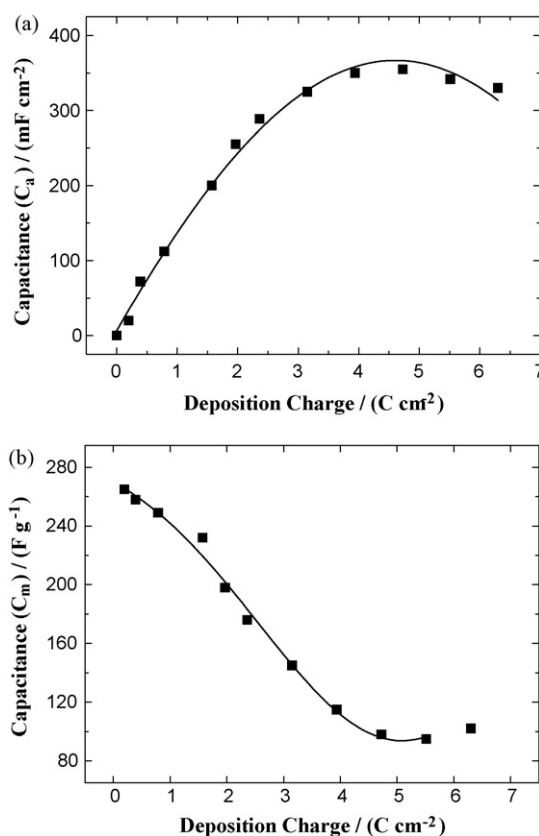 (a)
400
300
200
100
0
Capacitance (Cₐ) / (mF cm⁻²)
0 1 2 3 4 5 6 7
Deposition Charge / (C cm⁻²)
(b)
280
240
200
160
120
80
Capacitance (Cₘ) / (F g⁻¹)
0 1 2 3 4 5 6 7
Deposition Charge / (C cm⁻²)